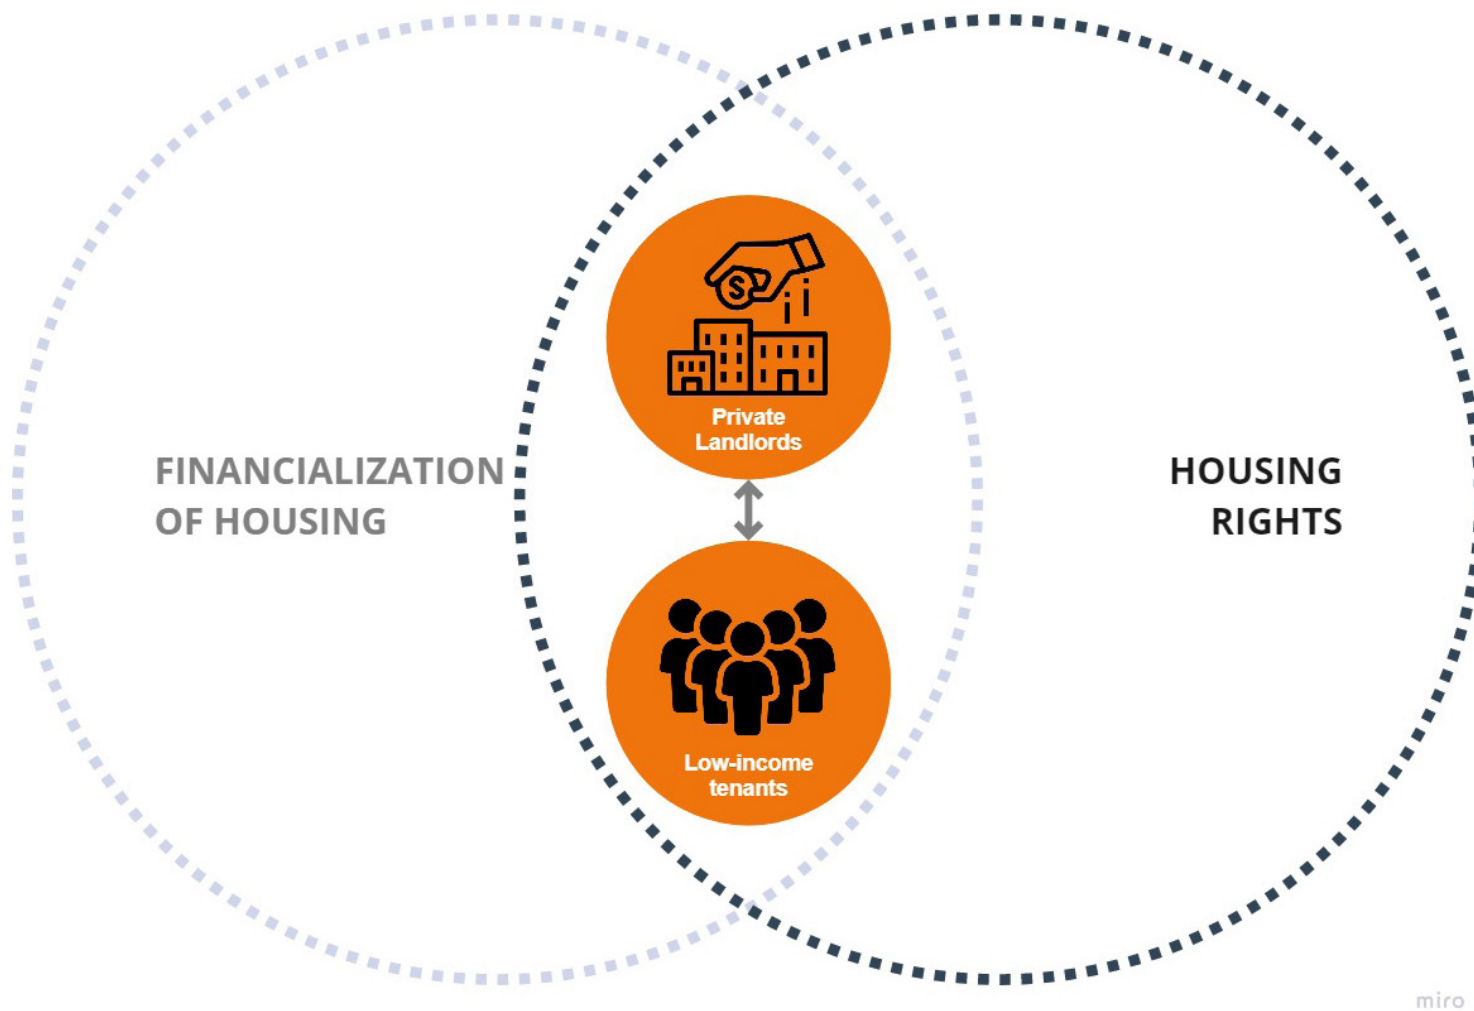 $
Private
Landlords
FINANCIALIZATION
OF HOUSING
HOUSING
RIGHTS
Low-income
tenants
miro